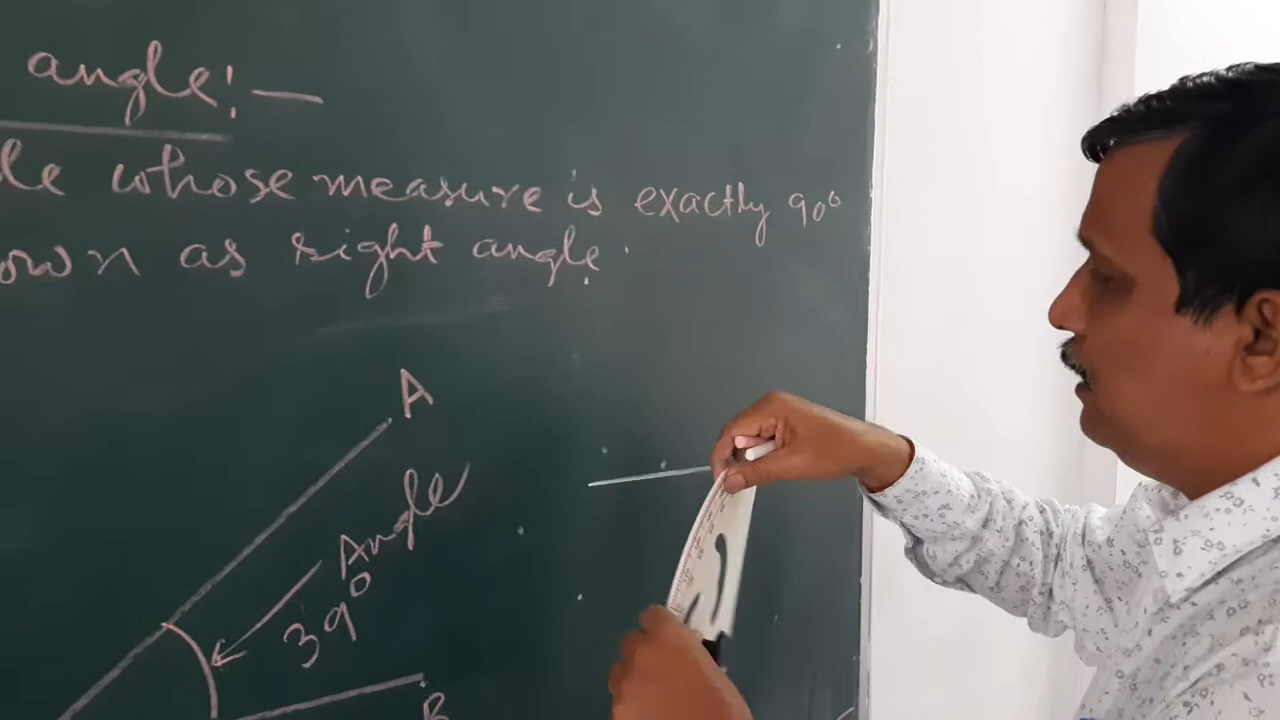 angle:—
le whose measure is exactly 90°
own as right angle.
A
Angle
39°
B